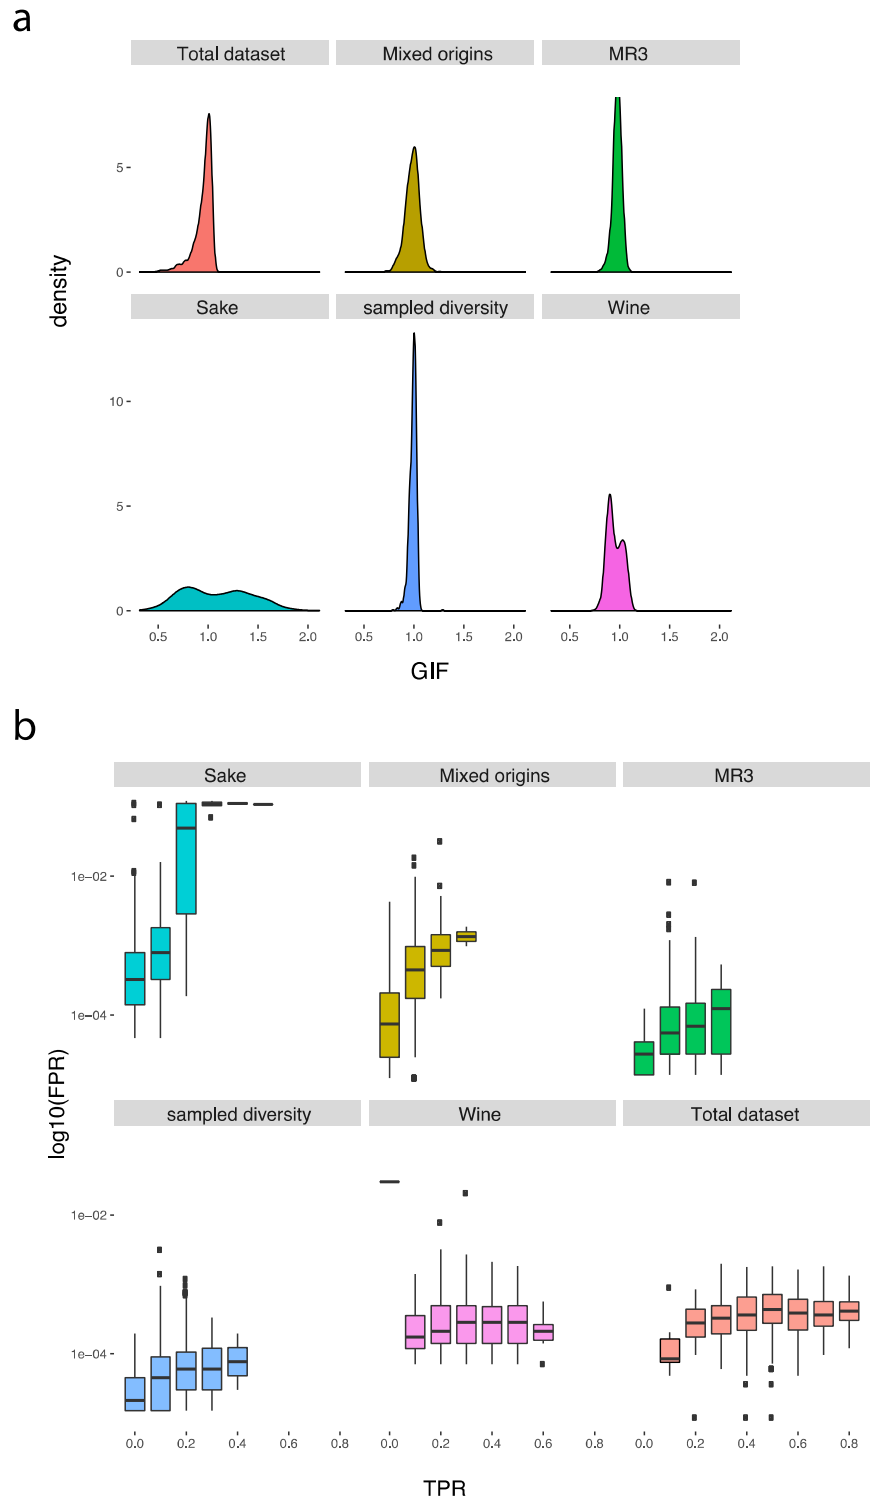 a
Total dataset Mixed origins MR3
5
0
density
Sake sampled diversity Wine
10
5
0
0.5 1.0 1.5 2.0 0.5 1.0 1.5 2.0 0.5 1.0 1.5 2.0
GIF
b
Sake Mixed origins MR3
1e−02
1e−04
log10(FPR)
sampled diversity Wine Total dataset
1e−02
1e−04
0.0 0.2 0.4 0.6 0.8 0.0 0.2 0.4 0.6 0.8 0.0 0.2 0.4 0.6 0.8
TPR